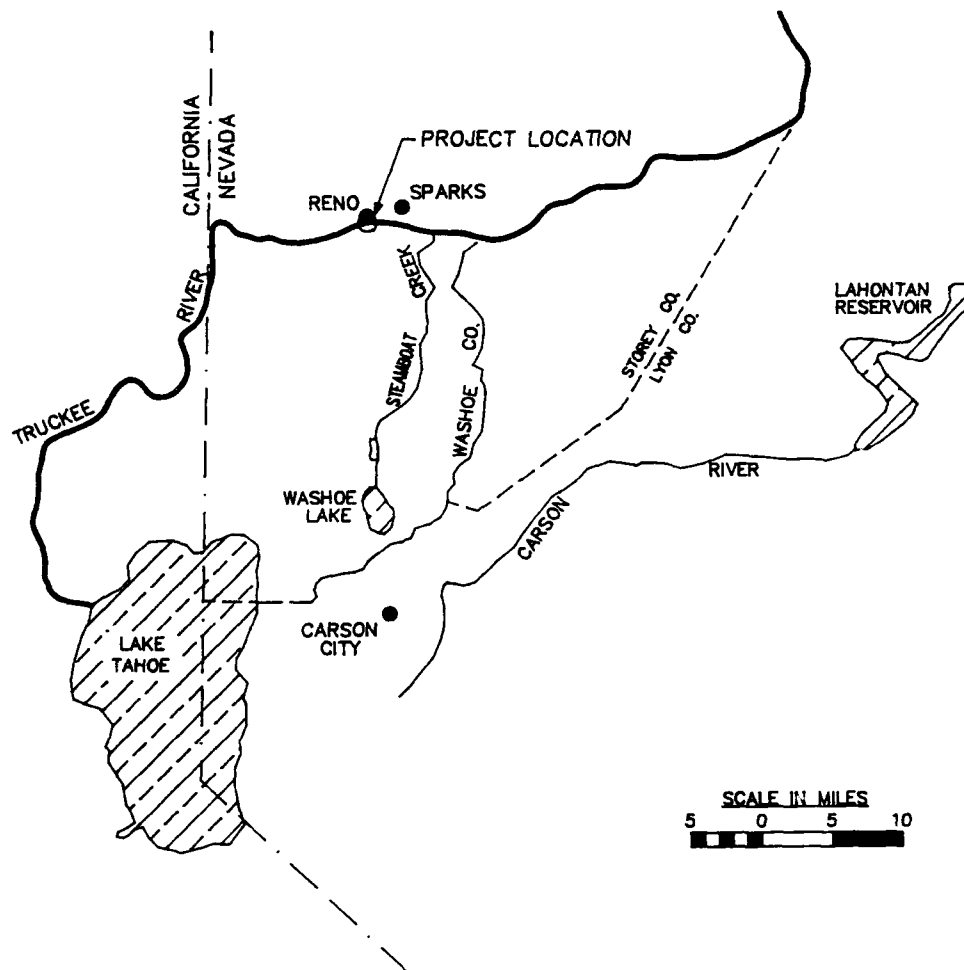 CALIFORNIA
NEVADA
PROJECT LOCATION
RENO
SPARKS
TRUCKEE
RIVER
STEAMBOAT
CREEK
WASHOE
CO.
STOREY CO.
LYON CO.
LAHONTAN
RESERVOIR
WASHOE
LAKE
CARSON
RIVER
LAKE
TAHOE
CARSON
CITY
SCALE IN MILES
5 0 5 10